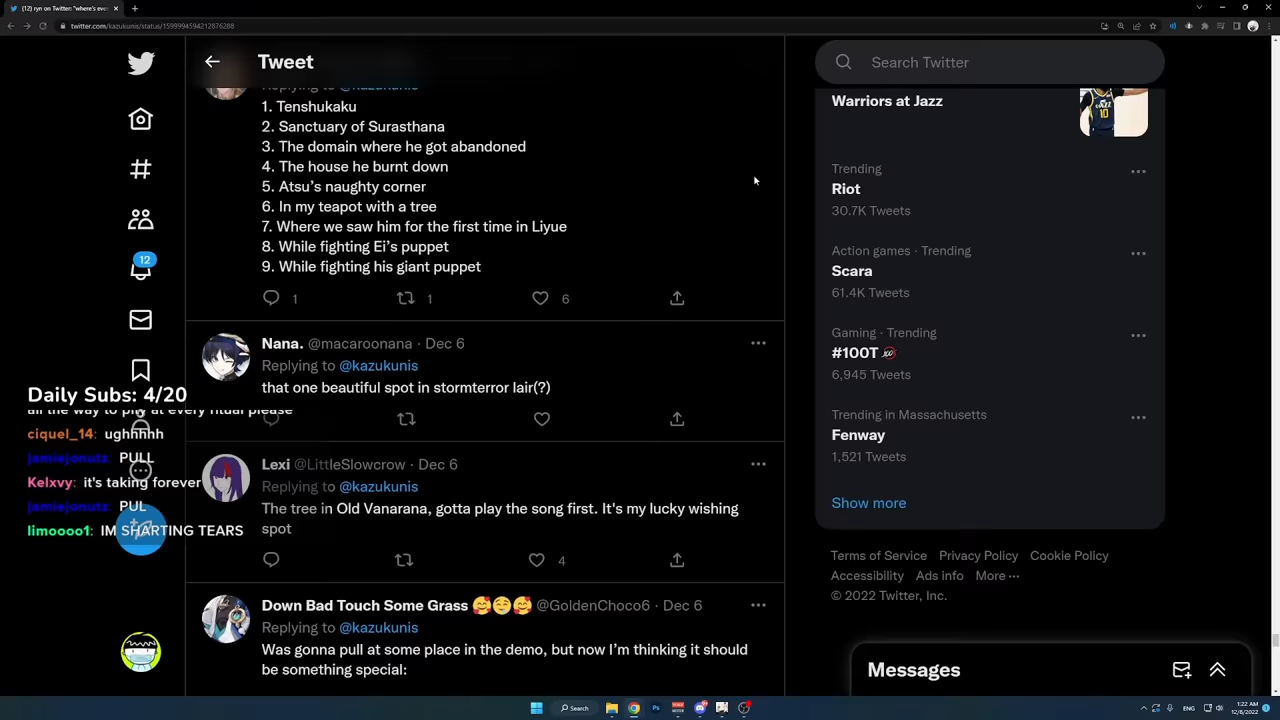 (12) ryn on Twitter: "where's ever
twitter.com/kazukunis/status/1599994594212876288
Tweet
Replying to @kazukunis
1. Tenshukaku
2. Sanctuary of Surasthana
3. The domain where he got abandoned
4. The house he burnt down
5. Atsu's naughty corner
6. In my teapot with a tree
7. Where we saw him for the first time in Liyue
8. While fighting Ei's puppet
9. While fighting his giant puppet
1 1 6
Nana. @macaroonana · Dec 6
Replying to @kazukunis
that one beautiful spot in stormterror lair(?)
Lexi @LittleSlowcrow · Dec 6
Replying to @kazukunis
The tree in Old Vanarana, gotta play the song first. It's my lucky wishing
spot
4
Down Bad Touch Some Grass 🥰☺️🥰 @GoldenChoco6 · Dec 6
Replying to @kazukunis
Was gonna pull at some place in the demo, but now I'm thinking it should
be something special:
12
Daily Subs: 4/20
all the way to play at every ritual please
ciquel_14: ughhhhh
jamiejonutz: PULL
Kelxvy: it's taking forever
jamiejonutz: PUL
limoooo1: IM SHARTING TEARS
Search Twitter
Warriors at Jazz
JAZZ
10
Trending
Riot
30.7K Tweets
Action games · Trending
Scara
61.4K Tweets
Gaming · Trending
#100T
6,945 Tweets
Trending in Massachusetts
Fenway
1,521 Tweets
Show more
Terms of Service Privacy Policy Cookie Policy
Accessibility Ads info More ···
© 2022 Twitter, Inc.
Messages
Search
Ps
ENG
1:22 AM
12/8/2022